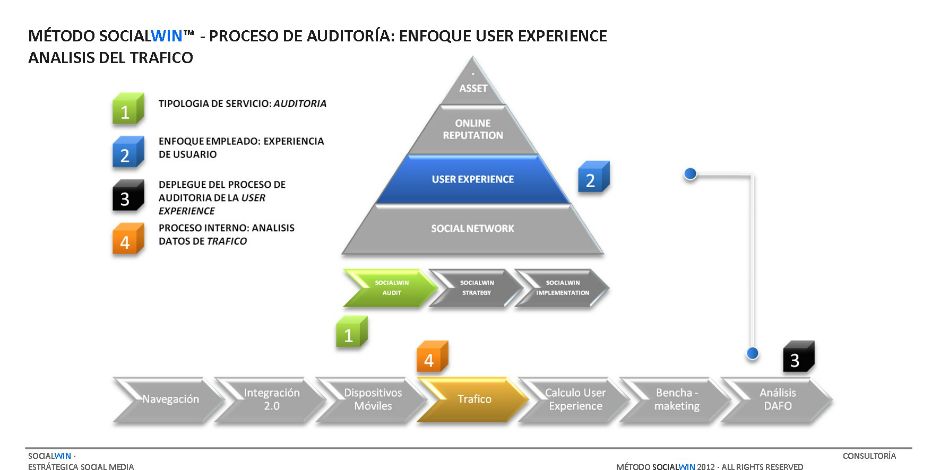 MÉTODO SOCIALWIN™ - PROCESO DE AUDITORÍA: ENFOQUE USER EXPERIENCE
ANALISIS DEL TRAFICO
1
TIPOLOGIA DE SERVICIO: AUDITORIA
2
ENFOQUE EMPLEADO: EXPERIENCIA
DE USUARIO
3
DEPLEGUE DEL PROCESO DE
AUDITORIA DE LA USER
EXPERIENCE
4
PROCESO INTERNO: ANALISIS
DATOS DE TRAFICO
.
ASSET
ONLINE
REPUTATION
USER EXPERIENCE
2
SOCIAL NETWORK
SOCIALWIN
AUDIT
SOCIALWIN
STRATEGY
SOCIALWIN
IMPLEMENTATION
1
4
3
Navegación
Integración
2.0
Dispositivos
Móviles
Trafico
Calculo User
Experience
Bencha -
maketing
Análisis
DAFO
SOCIALWIN ·
ESTRÁTEGICA SOCIAL MEDIA
CONSULTORÍA
MÉTODO SOCIALWIN 2012 · ALL RIGHTS RESERVED